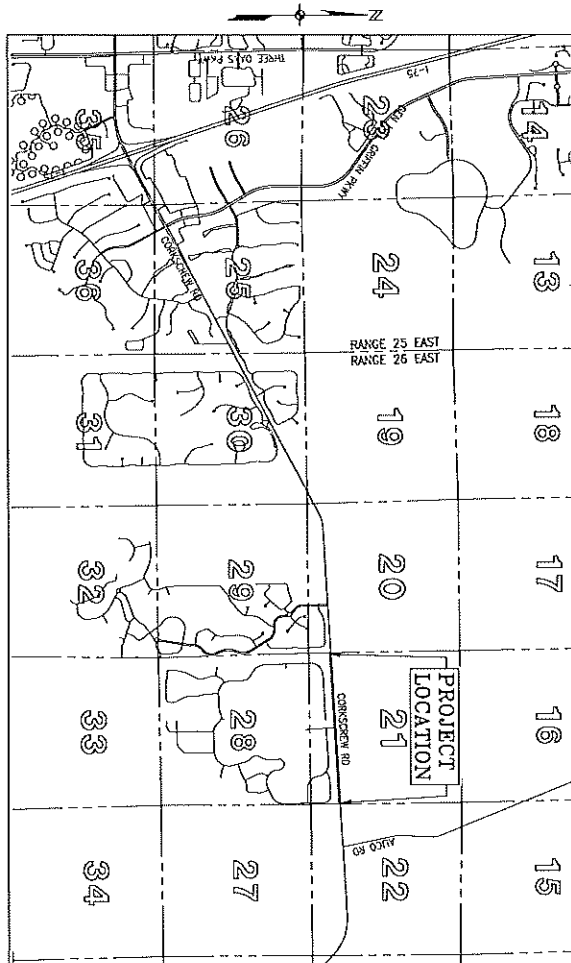 N
THREE OAKS PKWY
I-75
35
26
23
14
GRIFFIN PKWY
CORKSCREW RD
36
25
24
13
RANGE 25 EAST
RANGE 26 EAST
31
30
19
18
32
29
20
17
PROJECT
LOCATION
33
28
21
16
CORKSCREW RD
ALICO RD
34
27
22
15